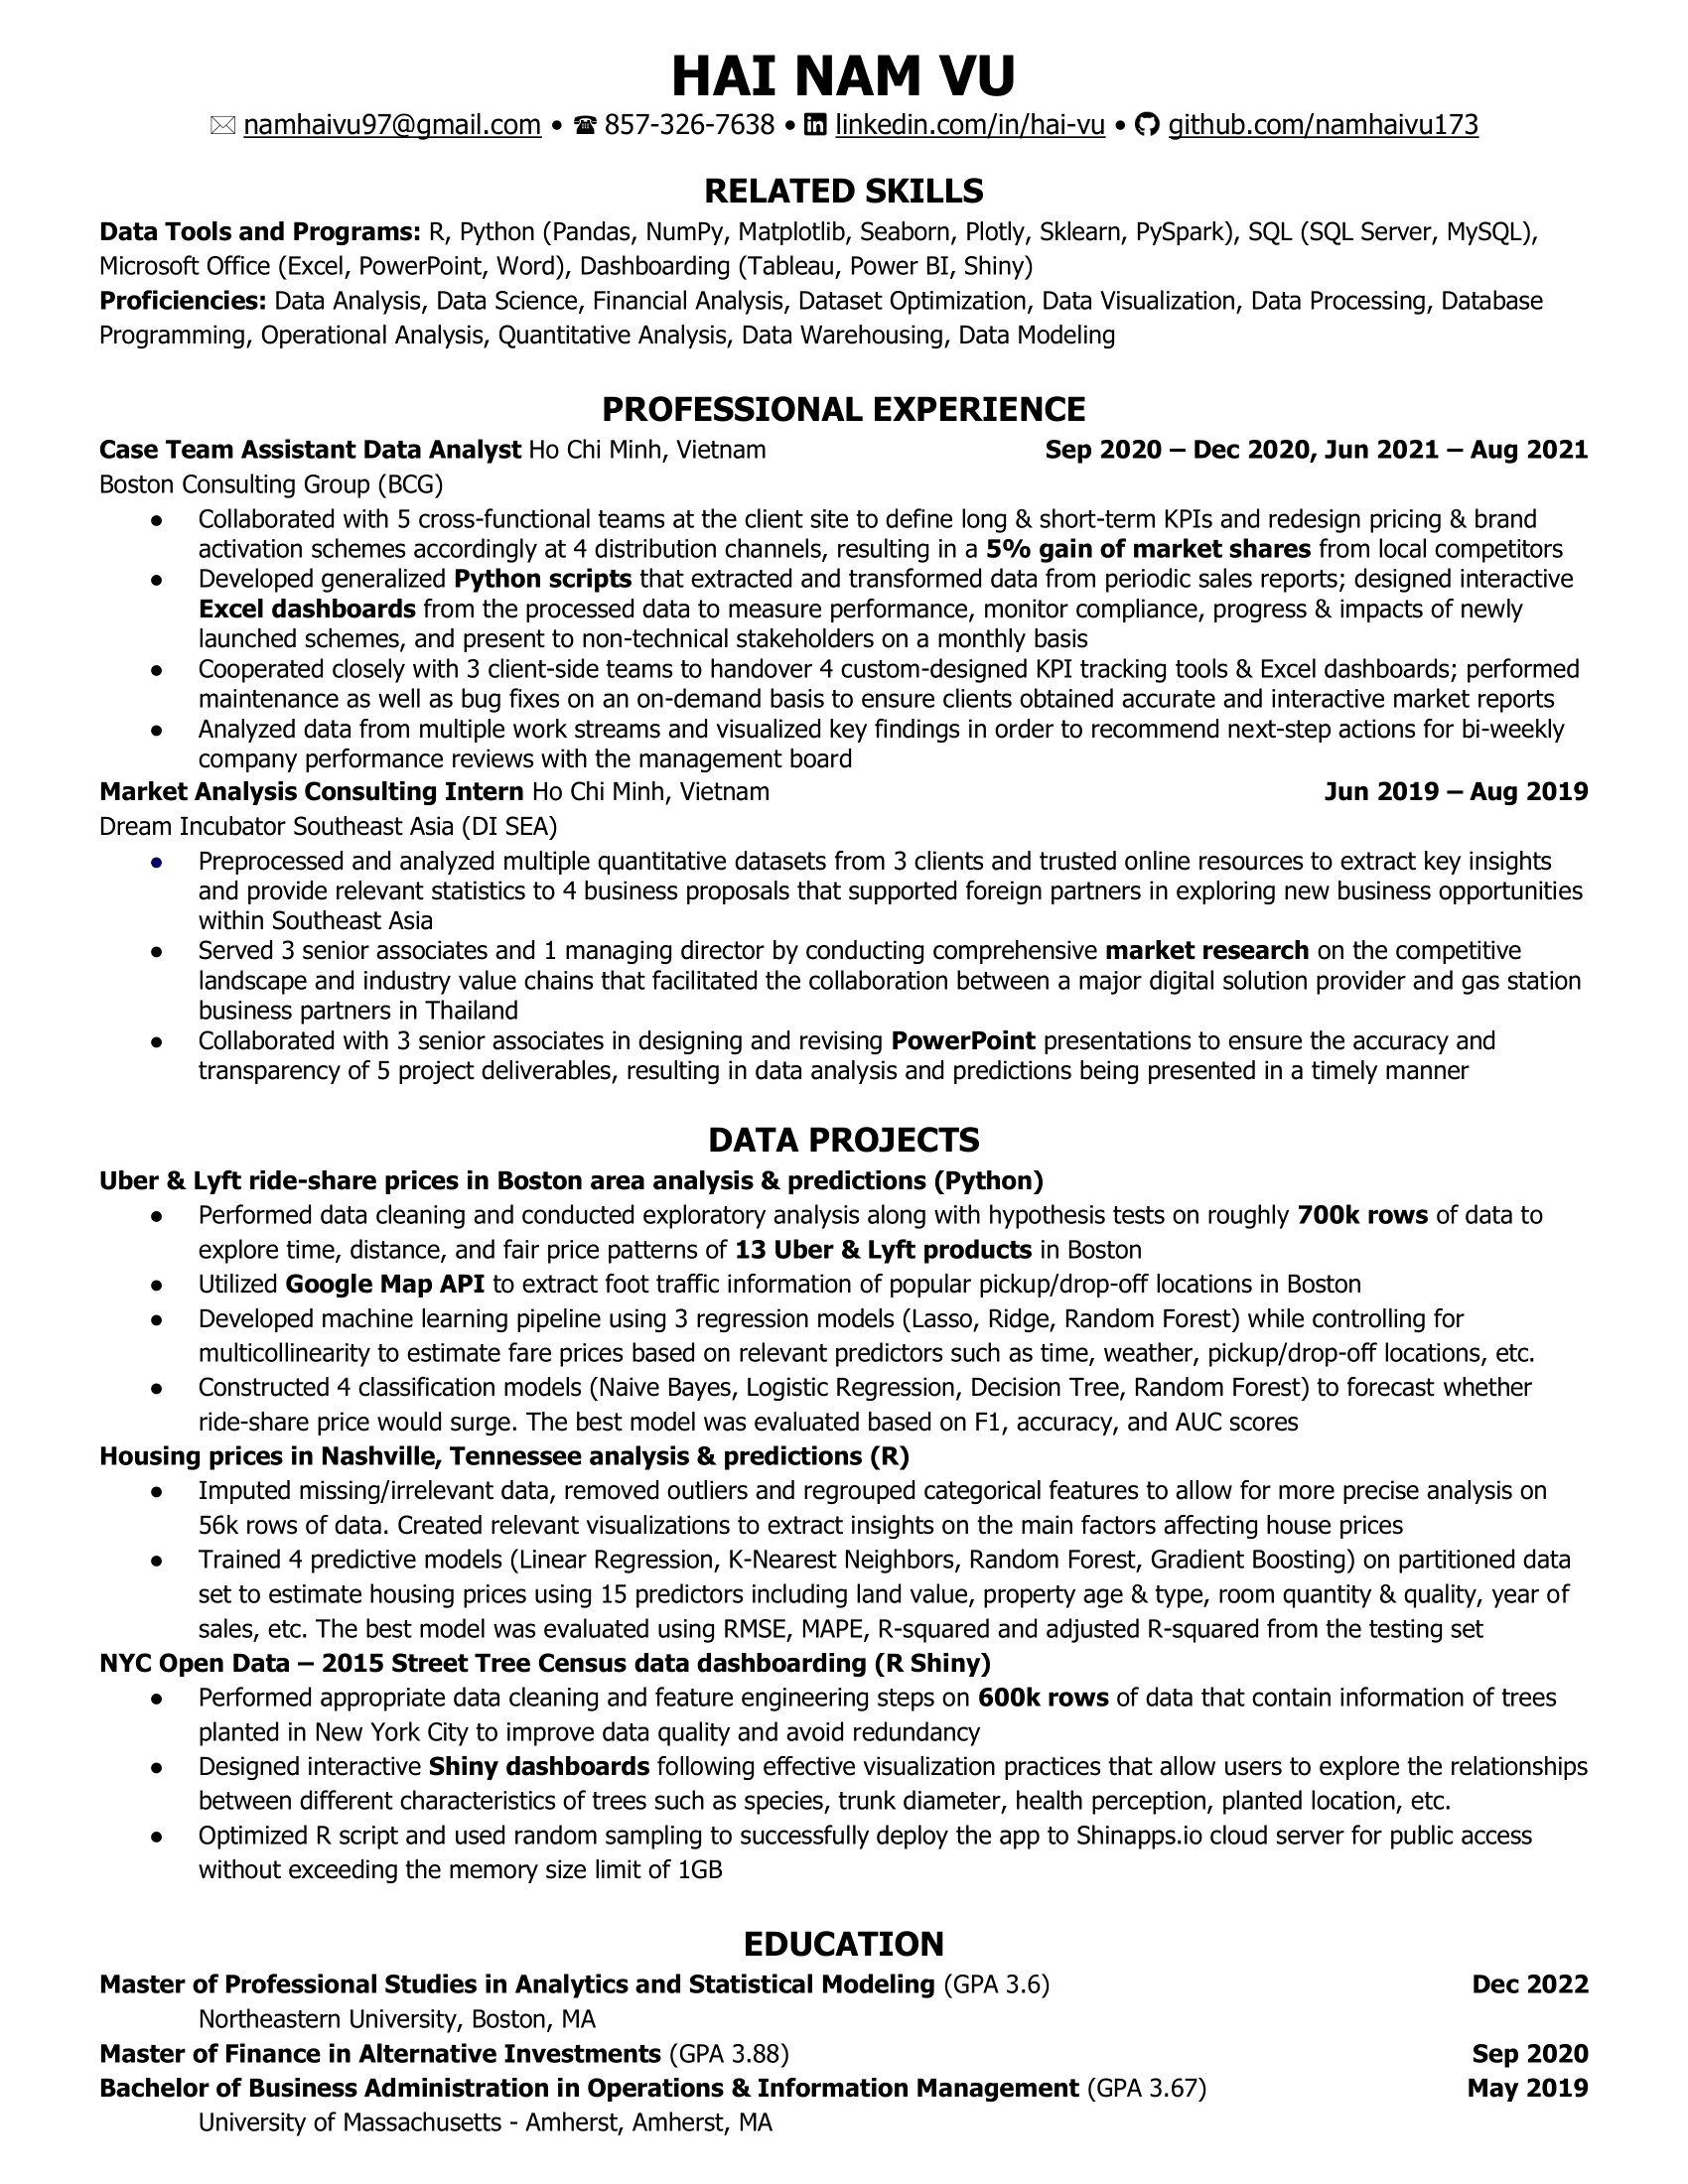 HAI NAM VU
namhaivu97@gmail.com • 857-326-7638 • linkedin.com/in/hai-vu • github.com/namhaivu173
RELATED SKILLS
Data Tools and Programs: R, Python (Pandas, NumPy, Matplotlib, Seaborn, Plotly, Sklearn, PySpark), SQL (SQL Server, MySQL),
Microsoft Office (Excel, PowerPoint, Word), Dashboarding (Tableau, Power BI, Shiny)
Proficiencies: Data Analysis, Data Science, Financial Analysis, Dataset Optimization, Data Visualization, Data Processing, Database
Programming, Operational Analysis, Quantitative Analysis, Data Warehousing, Data Modeling
PROFESSIONAL EXPERIENCE
Case Team Assistant Data Analyst Ho Chi Minh, Vietnam Sep 2020 – Dec 2020, Jun 2021 – Aug 2021
Boston Consulting Group (BCG)
● Collaborated with 5 cross-functional teams at the client site to define long & short-term KPIs and redesign pricing & brand
activation schemes accordingly at 4 distribution channels, resulting in a 5% gain of market shares from local competitors
● Developed generalized Python scripts that extracted and transformed data from periodic sales reports; designed interactive
Excel dashboards from the processed data to measure performance, monitor compliance, progress & impacts of newly
launched schemes, and present to non-technical stakeholders on a monthly basis
● Cooperated closely with 3 client-side teams to handover 4 custom-designed KPI tracking tools & Excel dashboards; performed
maintenance as well as bug fixes on an on-demand basis to ensure clients obtained accurate and interactive market reports
● Analyzed data from multiple work streams and visualized key findings in order to recommend next-step actions for bi-weekly
company performance reviews with the management board
Market Analysis Consulting Intern Ho Chi Minh, Vietnam Jun 2019 – Aug 2019
Dream Incubator Southeast Asia (DI SEA)
● Preprocessed and analyzed multiple quantitative datasets from 3 clients and trusted online resources to extract key insights
and provide relevant statistics to 4 business proposals that supported foreign partners in exploring new business opportunities
within Southeast Asia
● Served 3 senior associates and 1 managing director by conducting comprehensive market research on the competitive
landscape and industry value chains that facilitated the collaboration between a major digital solution provider and gas station
business partners in Thailand
● Collaborated with 3 senior associates in designing and revising PowerPoint presentations to ensure the accuracy and
transparency of 5 project deliverables, resulting in data analysis and predictions being presented in a timely manner
DATA PROJECTS
Uber & Lyft ride-share prices in Boston area analysis & predictions (Python)
● Performed data cleaning and conducted exploratory analysis along with hypothesis tests on roughly 700k rows of data to
explore time, distance, and fair price patterns of 13 Uber & Lyft products in Boston
● Utilized Google Map API to extract foot traffic information of popular pickup/drop-off locations in Boston
● Developed machine learning pipeline using 3 regression models (Lasso, Ridge, Random Forest) while controlling for
multicollinearity to estimate fare prices based on relevant predictors such as time, weather, pickup/drop-off locations, etc.
● Constructed 4 classification models (Naive Bayes, Logistic Regression, Decision Tree, Random Forest) to forecast whether
ride-share price would surge. The best model was evaluated based on F1, accuracy, and AUC scores
Housing prices in Nashville, Tennessee analysis & predictions (R)
● Imputed missing/irrelevant data, removed outliers and regrouped categorical features to allow for more precise analysis on
56k rows of data. Created relevant visualizations to extract insights on the main factors affecting house prices
● Trained 4 predictive models (Linear Regression, K-Nearest Neighbors, Random Forest, Gradient Boosting) on partitioned data
set to estimate housing prices using 15 predictors including land value, property age & type, room quantity & quality, year of
sales, etc. The best model was evaluated using RMSE, MAPE, R-squared and adjusted R-squared from the testing set
NYC Open Data – 2015 Street Tree Census data dashboarding (R Shiny)
● Performed appropriate data cleaning and feature engineering steps on 600k rows of data that contain information of trees
planted in New York City to improve data quality and avoid redundancy
● Designed interactive Shiny dashboards following effective visualization practices that allow users to explore the relationships
between different characteristics of trees such as species, trunk diameter, health perception, planted location, etc.
● Optimized R script and used random sampling to successfully deploy the app to Shinapps.io cloud server for public access
without exceeding the memory size limit of 1GB
EDUCATION
Master of Professional Studies in Analytics and Statistical Modeling (GPA 3.6) Dec 2022
Northeastern University, Boston, MA
Master of Finance in Alternative Investments (GPA 3.88) Sep 2020
Bachelor of Business Administration in Operations & Information Management (GPA 3.67) May 2019
University of Massachusetts - Amherst, Amherst, MA